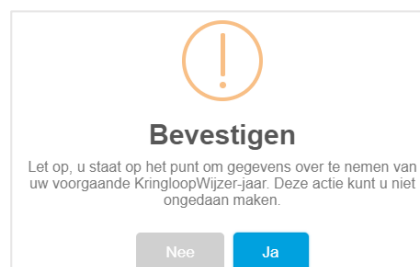 Bevestigen
Let op, u staat op het punt om gegevens over te nemen van
uw voorgaande KringloopWijzer-jaar. Deze actie kunt u niet
ongedaan maken.
Nee
Ja